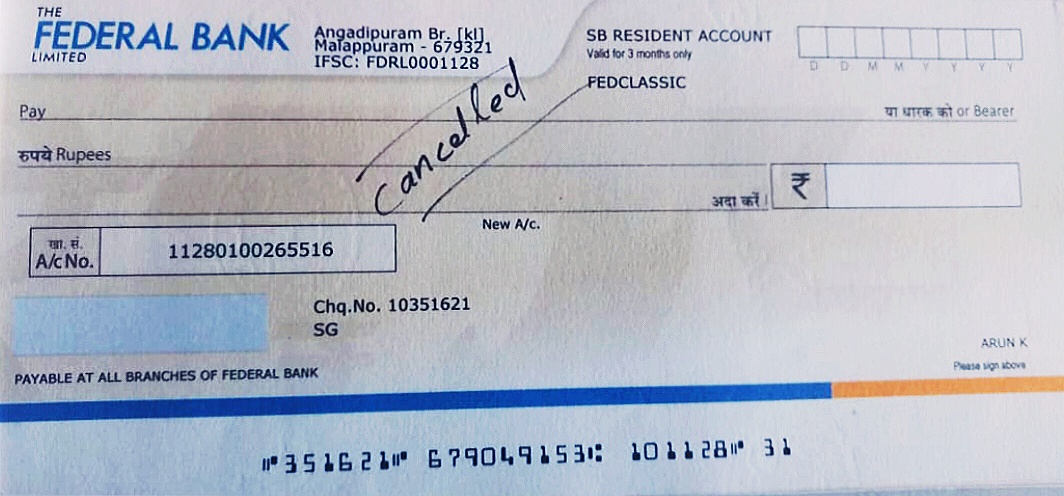 THE
FEDERAL BANK
LIMITED
Angadipuram Br. [kl]
Malappuram - 679321
IFSC: FDRL0001128
SB RESIDENT ACCOUNT
Valid for 3 months only
D D M M Y Y Y Y
FEDCLASSIC
Cancelled
Pay या धारक को or Bearer
रुपये Rupees
अदा करें। ₹
New A/c.
खा. सं.
A/c No. 11280100265516
Chq.No. 10351621
SG
ARUN K
Please sign above
PAYABLE AT ALL BRANCHES OF FEDERAL BANK
⑈351621⑈ 679049153⑆ 101128⑈ 31